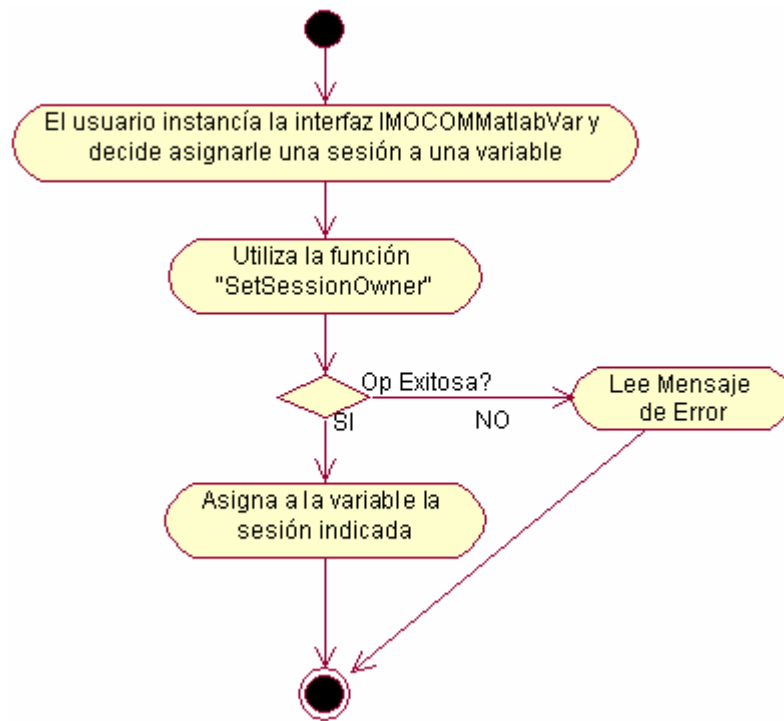 El usuario instancía la interfaz IMOCOMMatlabVar y
decide asignarle una sesión a una variable
Utiliza la función
"SetSessionOwner"
Op Exitosa?
SI
NO
Lee Mensaje
de Error
Asigna a la variable la
sesión indicada